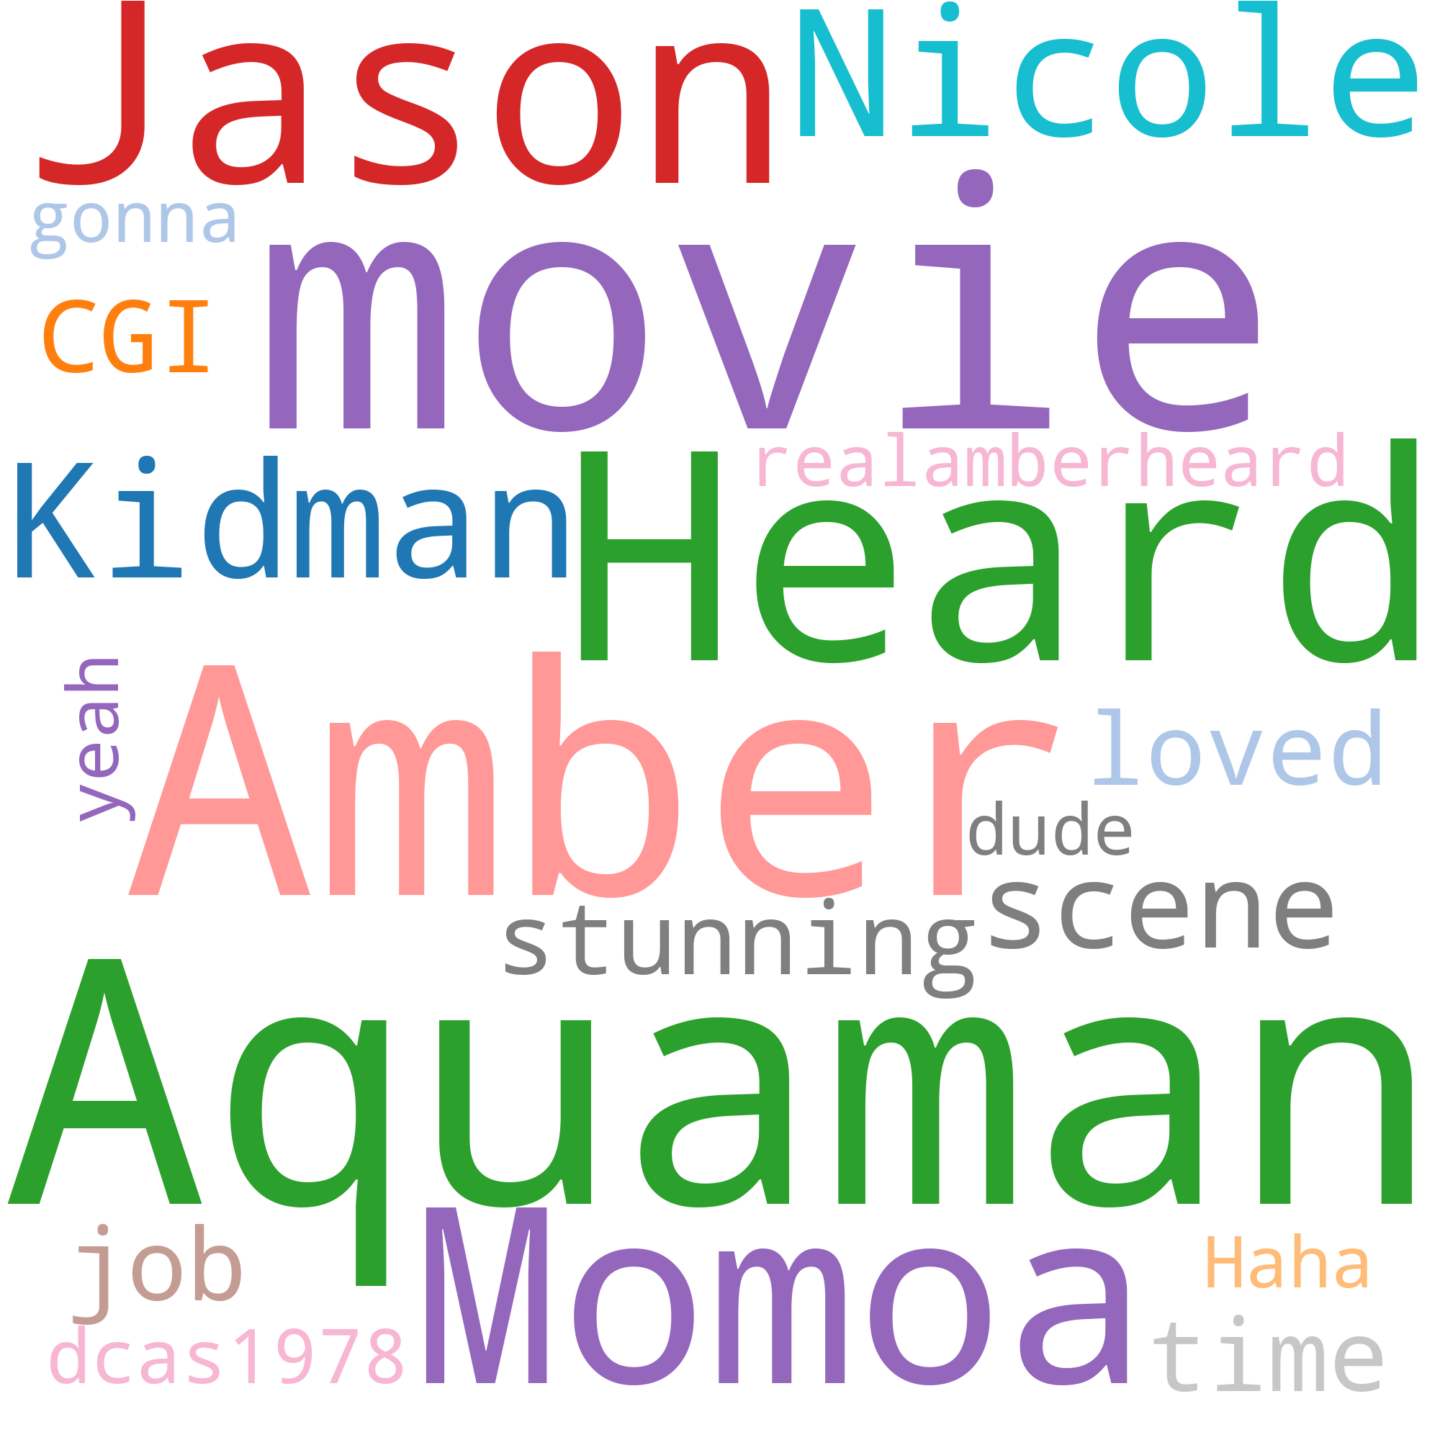 Jason Nicole
gonna
movie
CGI
realamberheard
Kidman Heard
yeah
Amber
loved
dude
scene
stunning
Aquaman
Momoa
job
Haha
dcas1978
time